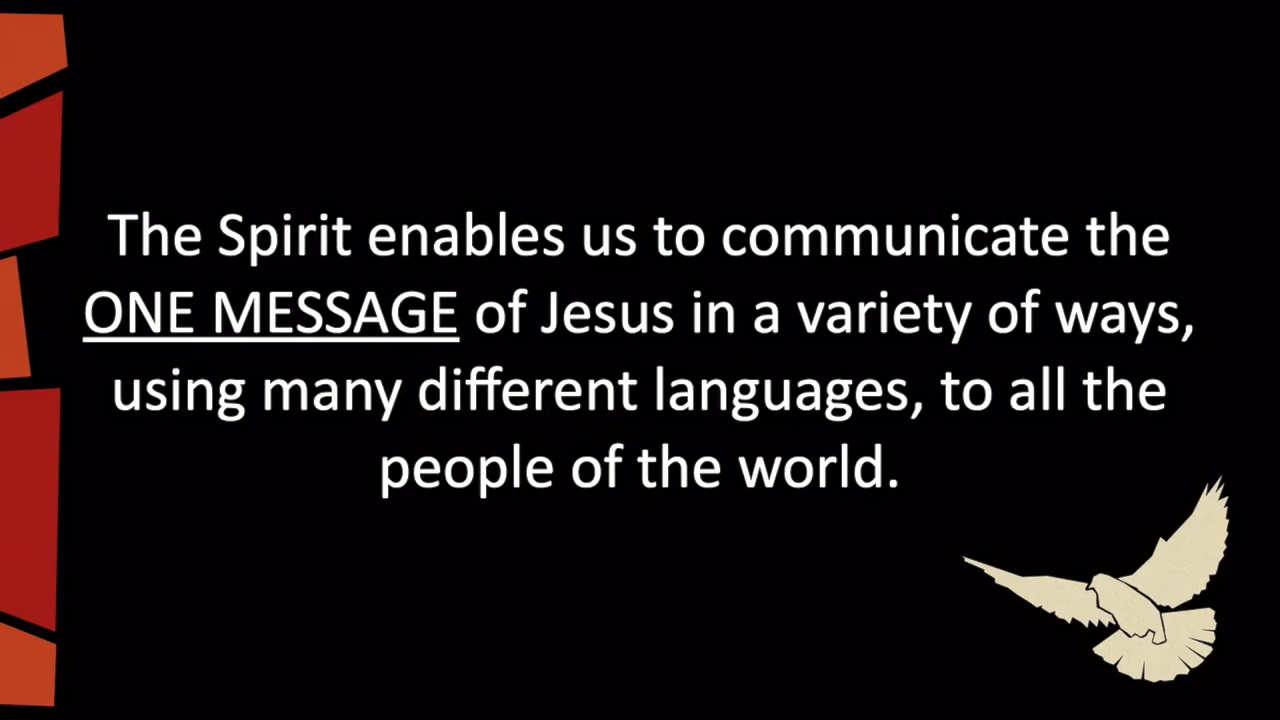 The Spirit enables us to communicate the
ONE MESSAGE of Jesus in a variety of ways,
using many different languages, to all the
people of the world.